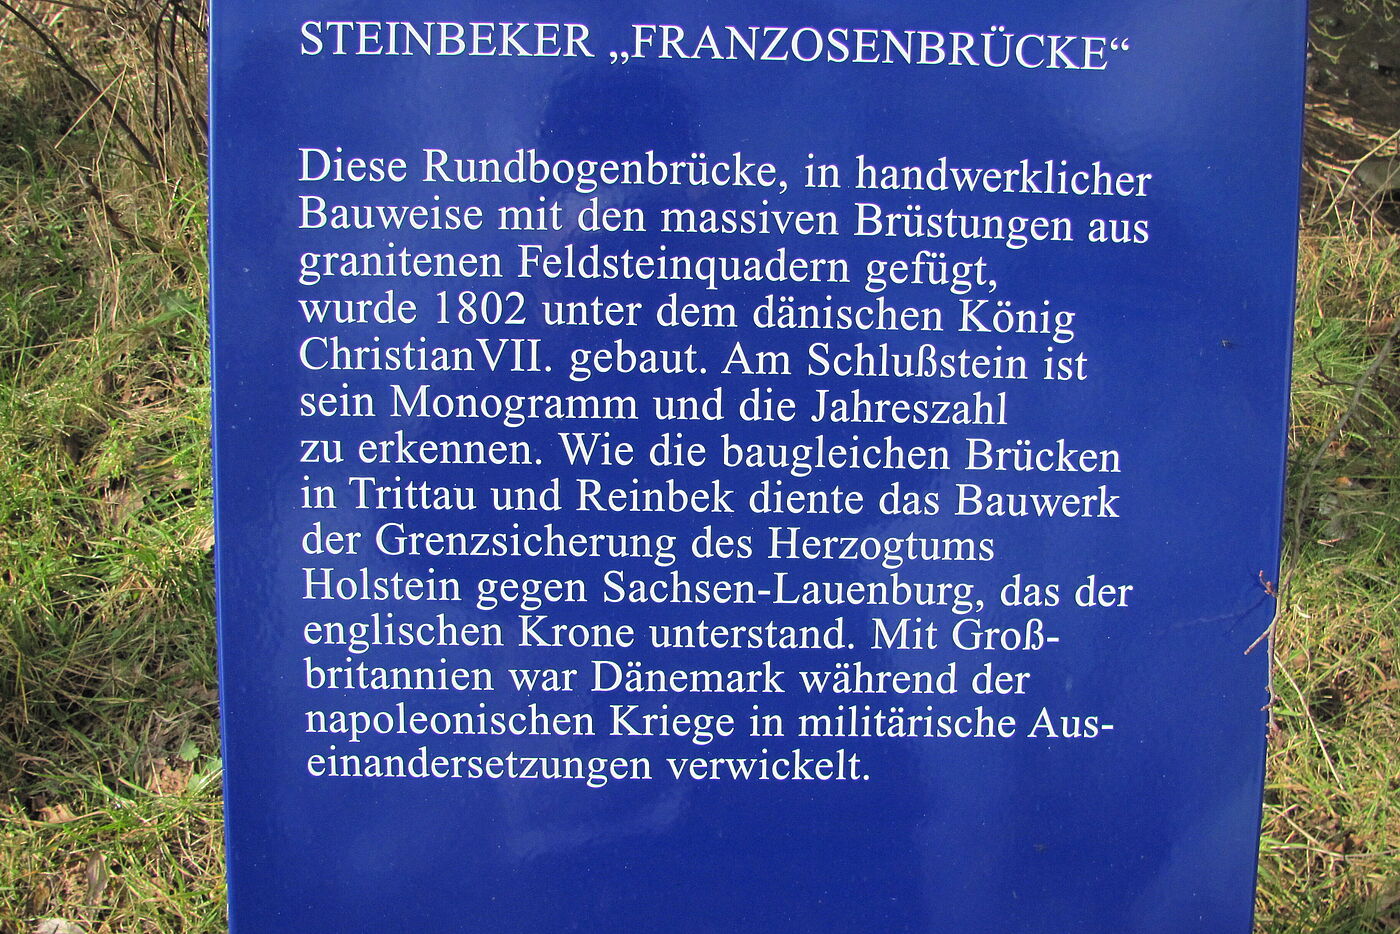 STEINBEKER „FRANZOSENBRÜCKE“
Diese Rundbogenbrücke, in handwerklicher
Bauweise mit den massiven Brüstungen aus
granitenen Feldsteinquadern gefügt,
wurde 1802 unter dem dänischen König
Christian VII. gebaut. Am Schlußstein ist
sein Monogramm und die Jahreszahl
zu erkennen. Wie die baugleichen Brücken
in Trittau und Reinbek diente das Bauwerk
der Grenzsicherung des Herzogtums
Holstein gegen Sachsen-Lauenburg, das der
englischen Krone unterstand. Mit Groß-
britannien war Dänemark während der
napoleonischen Kriege in militärische Aus-
einandersetzungen verwickelt.